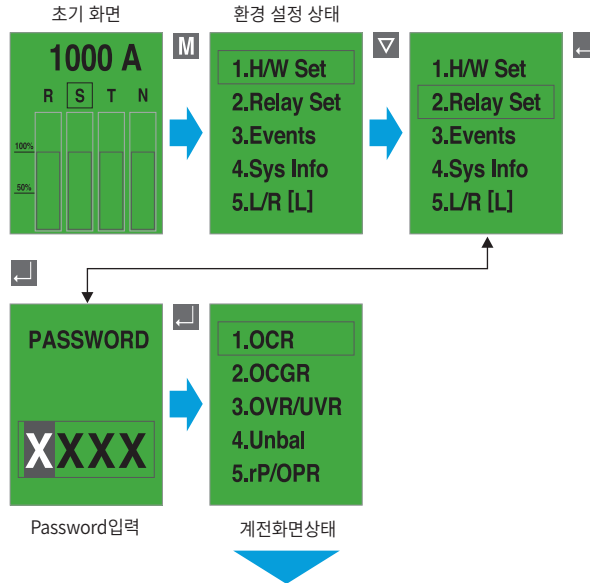 초기 화면
환경 설정 상태
1000 A
R S T N
100%
50%
M
1.H/W Set
2.Relay Set
3.Events
4.Sys Info
5.L/R [L]
1.H/W Set
2.Relay Set
3.Events
4.Sys Info
5.L/R [L]
PASSWORD
XXXX
Password입력
1.OCR
2.OCGR
3.OVR/UVR
4.Unbal
5.rP/OPR
계전화면상태